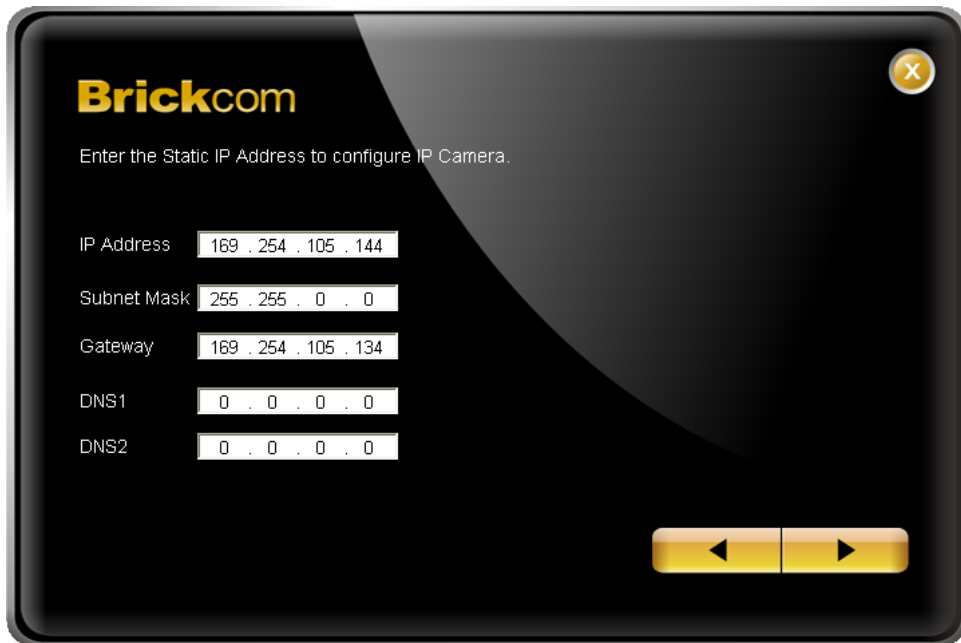 Brickcom
X
Enter the Static IP Address to configure IP Camera.
IP Address 169 . 254 . 105 . 144
Subnet Mask 255 . 255 . 0 . 0
Gateway 169 . 254 . 105 . 134
DNS1 0 . 0 . 0 . 0
DNS2 0 . 0 . 0 . 0